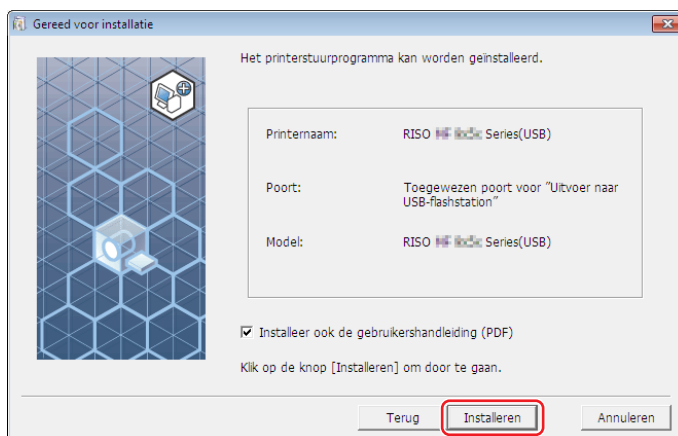 Gereed voor installatie
Het printerstuurprogramma kan worden geïnstalleerd.
Printernaam: RISO Series(USB)
Poort: Toegewezen poort voor "Uitvoer naar
USB-flashstation"
Model: RISO Series(USB)
Installeer ook de gebruikershandleiding (PDF)
Klik op de knop [Installeren] om door te gaan.
Terug Installeren Annuleren